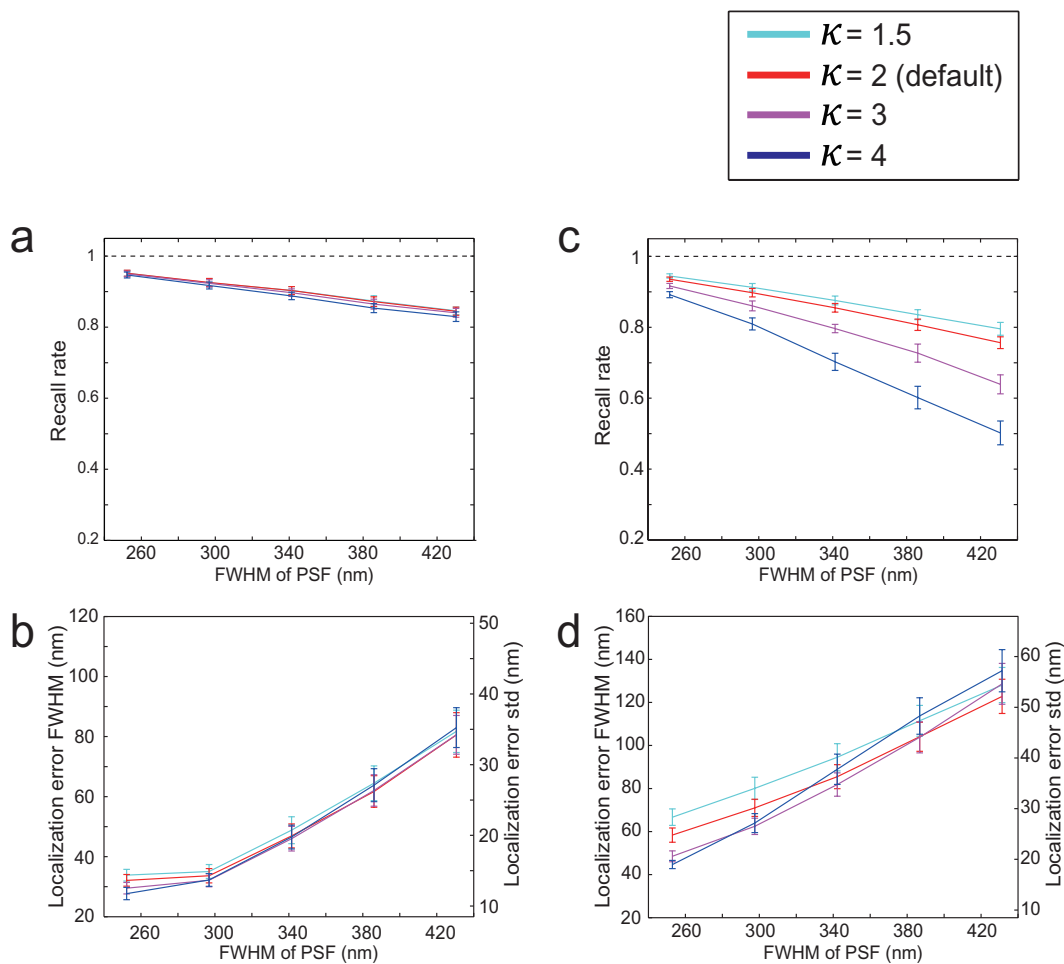 κ = 1.5
κ = 2 (default)
κ = 3
κ = 4
a
1
0.8
0.6
0.4
0.2
Recall rate
260 300 340 380 420
FWHM of PSF (nm)
c
1
0.8
0.6
0.4
0.2
Recall rate
260 300 340 380 420
FWHM of PSF (nm)
b
120
100
80
60
40
20
Localization error FWHM (nm)
50
40
30
20
10
Localization error std (nm)
260 300 340 380 420
FWHM of PSF (nm)
d
160
140
120
100
80
60
40
20
Localization error FWHM (nm)
60
50
40
30
20
10
Localization error std (nm)
260 300 340 380 420
FWHM of PSF (nm)